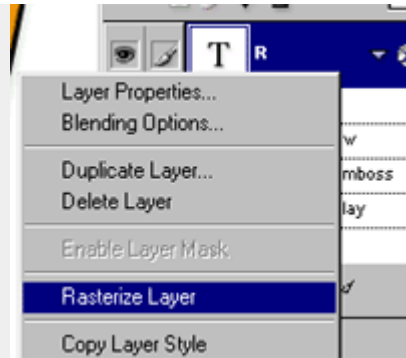 T R
Layer Properties...
Blending Options...
w
Duplicate Layer...
mboss
Delete Layer
lay
Enable Layer Mask
Rasterize Layer
Copy Layer Style